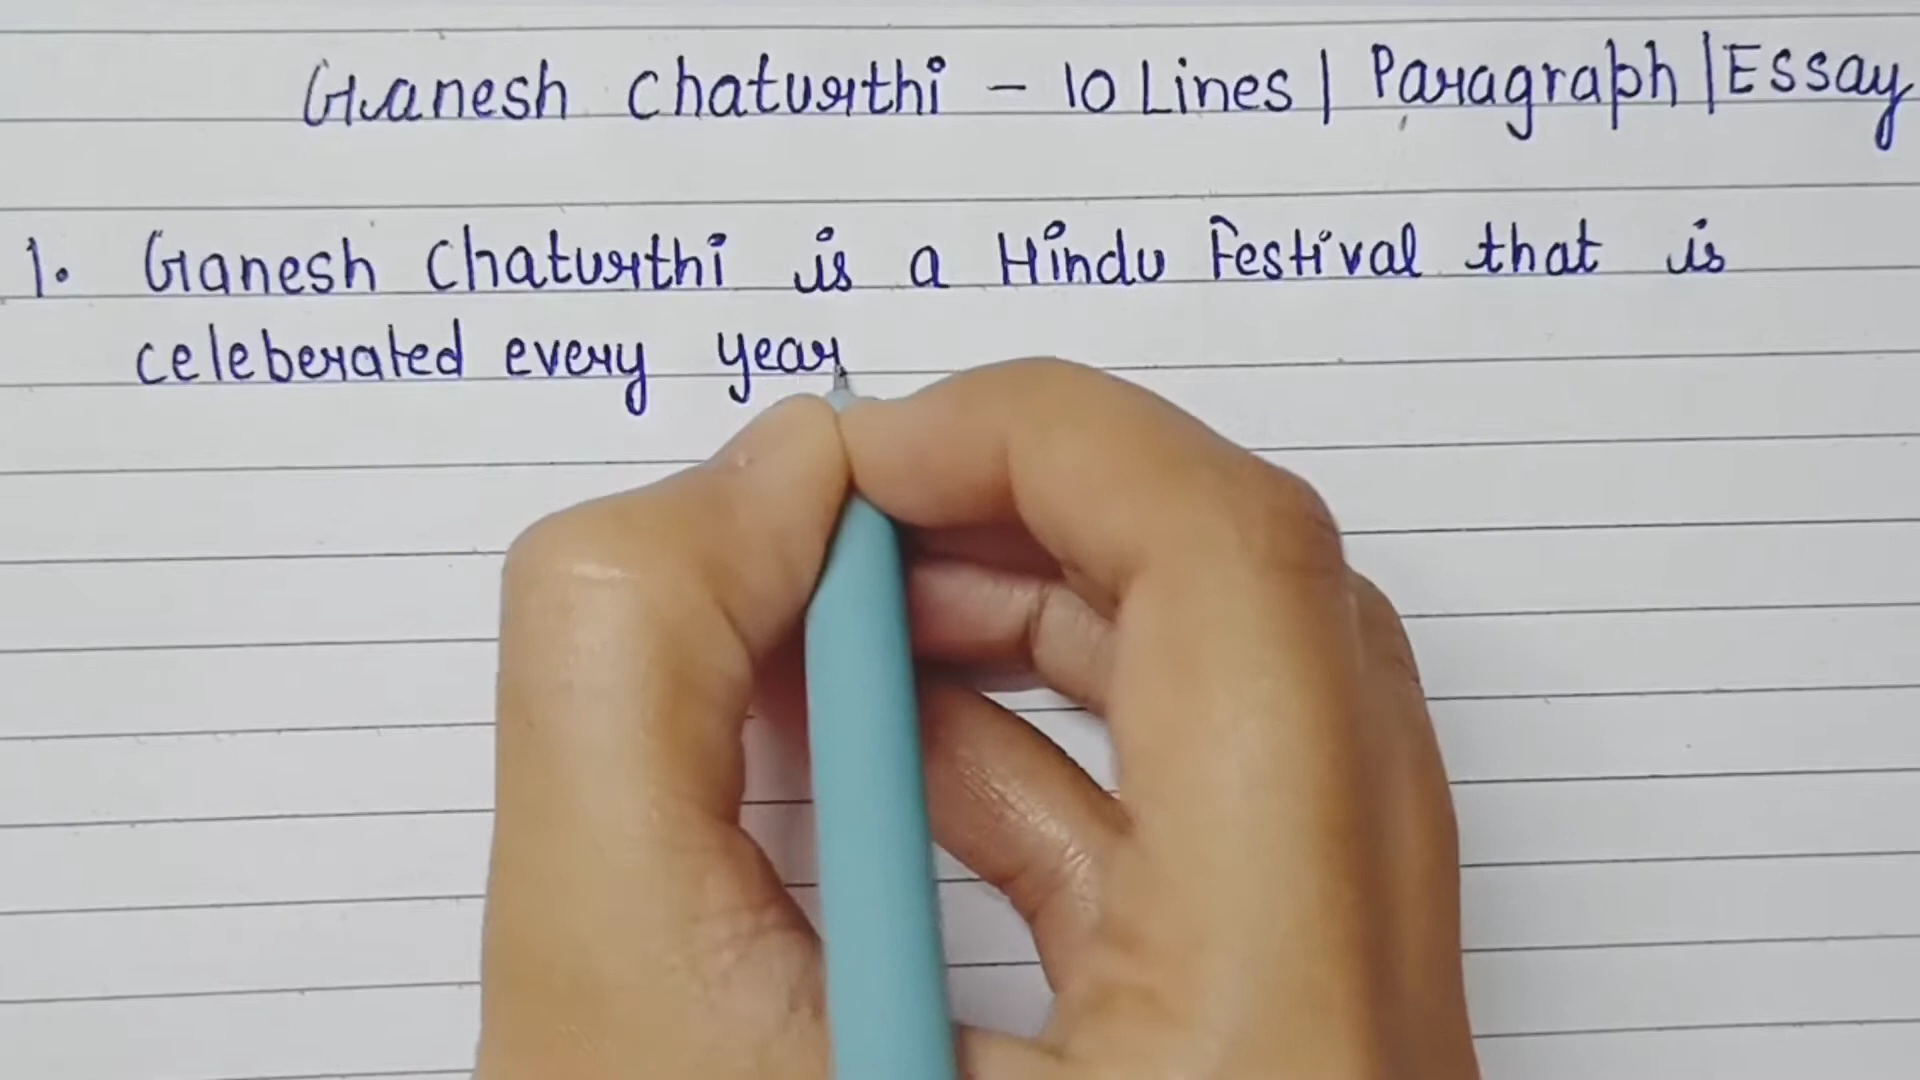 Ganesh Chaturthi - 10 Lines | Paragraph | Essay
1. Ganesh Chaturthi is a Hindu Festival that is
celeberated every year